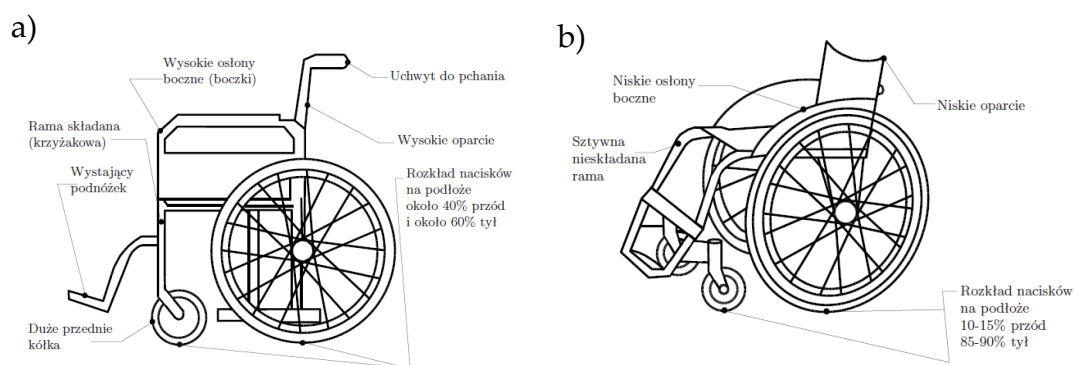 a)
Wysokie osłony
boczne (boczki)
Uchwyt do pchania
Rama składana
(krzyżakowa)
Wysokie oparcie
Wystający
podnóżek
Rozkład nacisków
na podłoże
około 40% przód
i około 60% tył
Duże przednie
kółka
b)
Niskie osłony
boczne
Niskie oparcie
Sztywna
nieskładana
rama
Rozkład nacisków
na podłoże
10-15% przód
85-90% tył